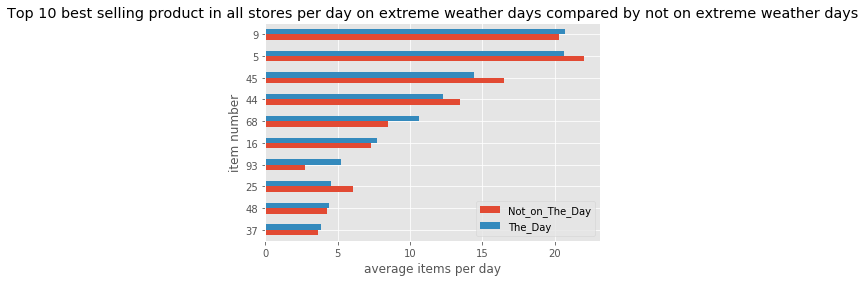 Top 10 best selling product in all stores per day on extreme weather days compared by not on extreme weather days
9
5
45
44
68
16
93
25
48
37
item number
Not_on_The_Day
The_Day
0 5 10 15 20
average items per day